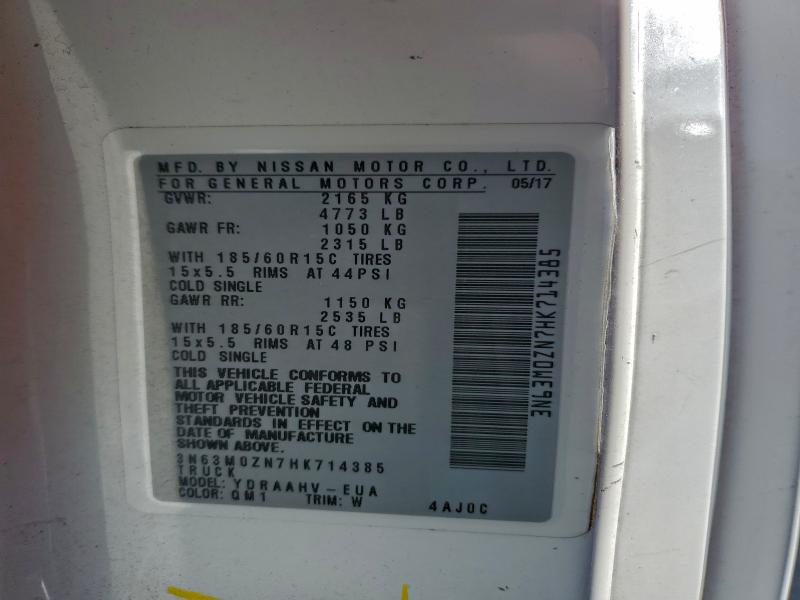 MFD. BY NISSAN MOTOR CO., LTD.
FOR GENERAL MOTORS CORP. 05/17
GVWR: 2165 KG
4773 LB
GAWR FR: 1050 KG
2315 LB
WITH 185/60R15C TIRES
15x5.5 RIMS AT 44PSI
COLD SINGLE
GAWR RR: 1150 KG
2535 LB
WITH 185/60R15C TIRES
15x5.5 RIMS AT 48 PSI
COLD SINGLE
THIS VEHICLE CONFORMS TO
ALL APPLICABLE FEDERAL
MOTOR VEHICLE SAFETY AND
THEFT PREVENTION
STANDARDS IN EFFECT ON THE
DATE OF MANUFACTURE
SHOWN ABOVE.
3N63M0ZN7HK714385
TRUCK
MODEL: YDRAAHV-EUA
COLOR: QM1 TRIM: W 4AJ0C
3N63M0ZN7HK714385